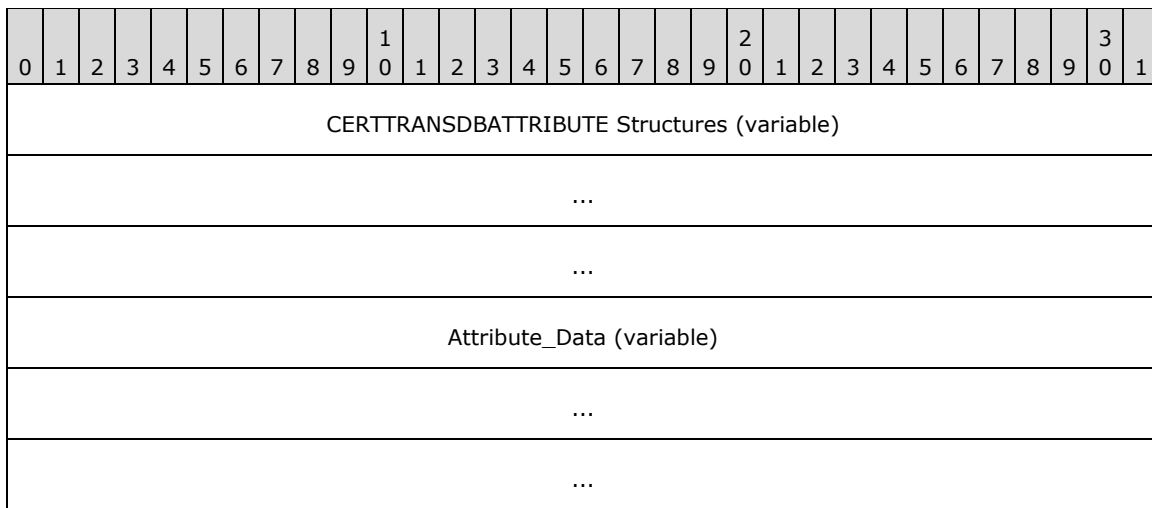 1 2 3
0 1 2 3 4 5 6 7 8 9 0 1 2 3 4 5 6 7 8 9 0 1 2 3 4 5 6 7 8 9 0 1
CERTTRANSDBATTRIBUTE Structures (variable)
...
...
Attribute_Data (variable)
...
...